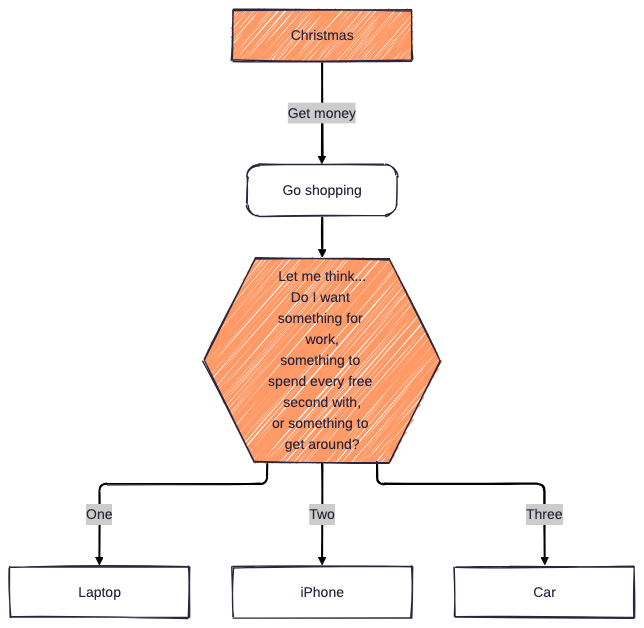 Christmas
Get money
Go shopping
Let me think...
Do I want
something for
work,
something to
spend every free
second with,
or something to
get around?
One
Two
Three
Laptop
iPhone
Car